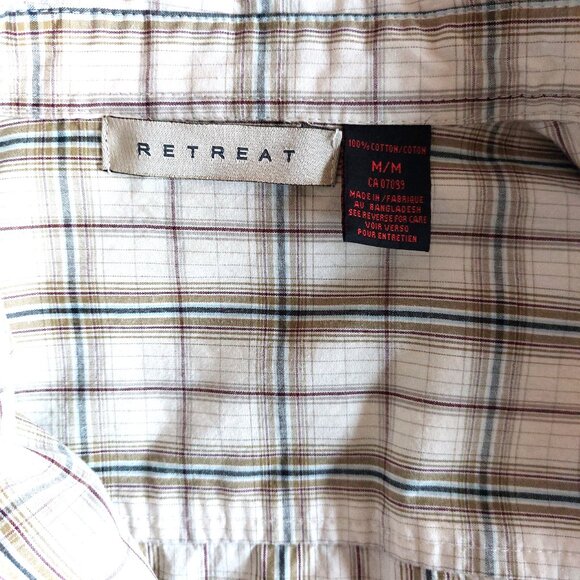 RETREAT
100% COTTON/COTON
M/M
CA 07099
MADE IN/FABRIQUE
AU BANGLADESH
SEE REVERSE FOR CARE
VOIR VERSO
POUR ENTRETIEN